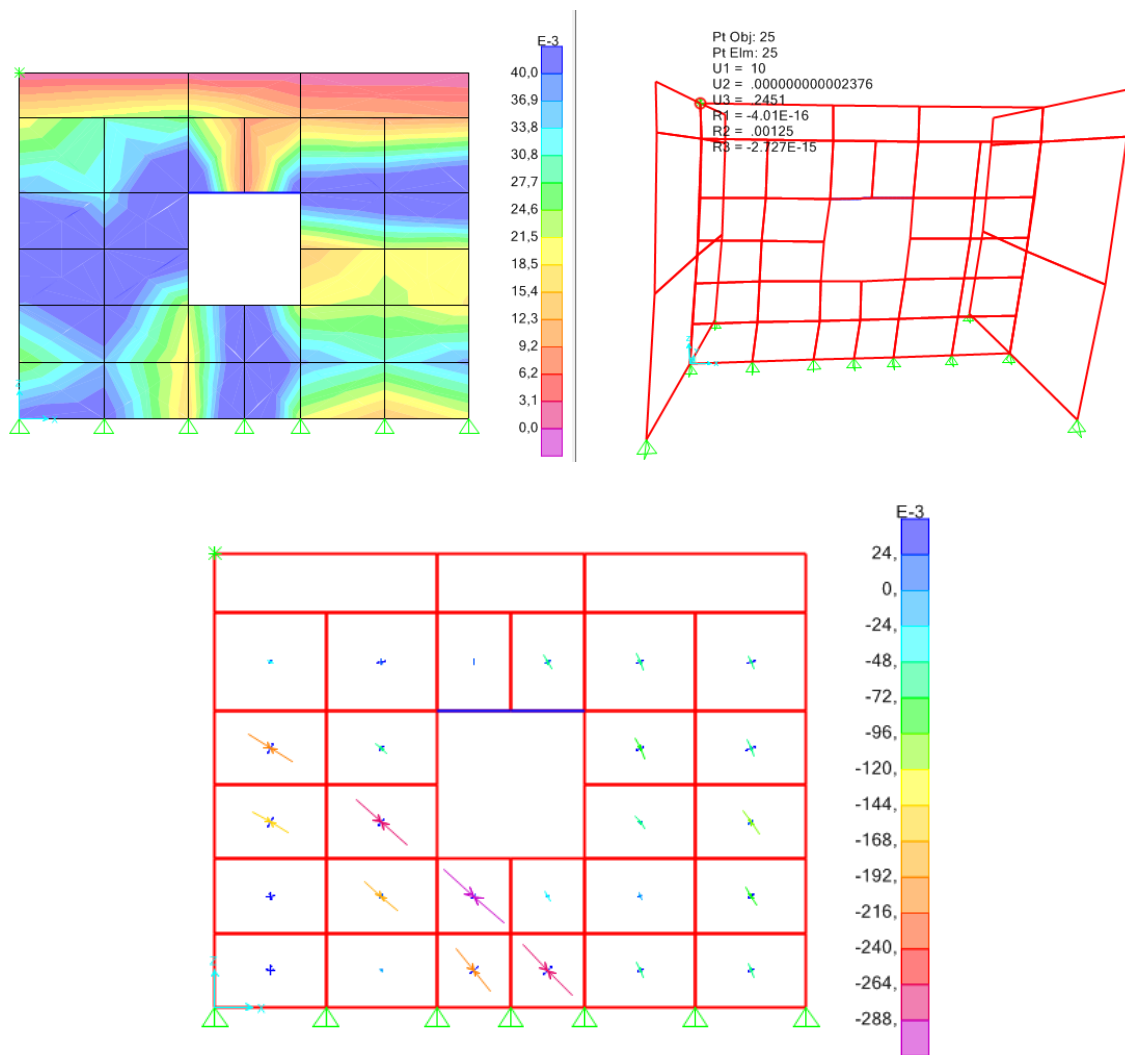 E-3
40,0
36,9
33,8
30,8
27,7
24,6
21,5
18,5
15,4
12,3
9,2
6,2
3,1
0,0
X
Pt Obj: 25
Pt Elm: 25
U1 = 10
U2 = .000000000002376
U3 = .2451
R1 = -4.01E-16
R2 = .00125
R3 = -2.727E-15
E-3
24,
0,
-24,
-48,
-72,
-96,
-120,
-144,
-168,
-192,
-216,
-240,
-264,
-288,
X